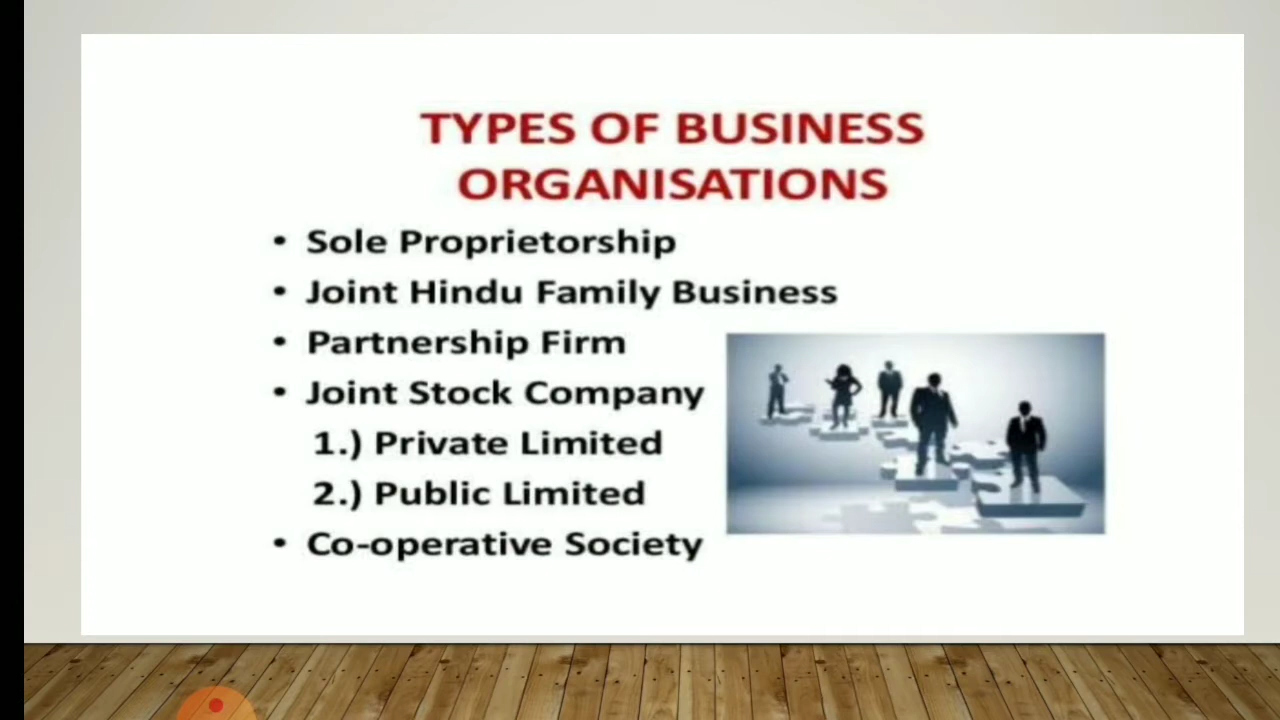 TYPES OF BUSINESS
ORGANISATIONS
• Sole Proprietorship
• Joint Hindu Family Business
• Partnership Firm
• Joint Stock Company
1.) Private Limited
2.) Public Limited
• Co-operative Society